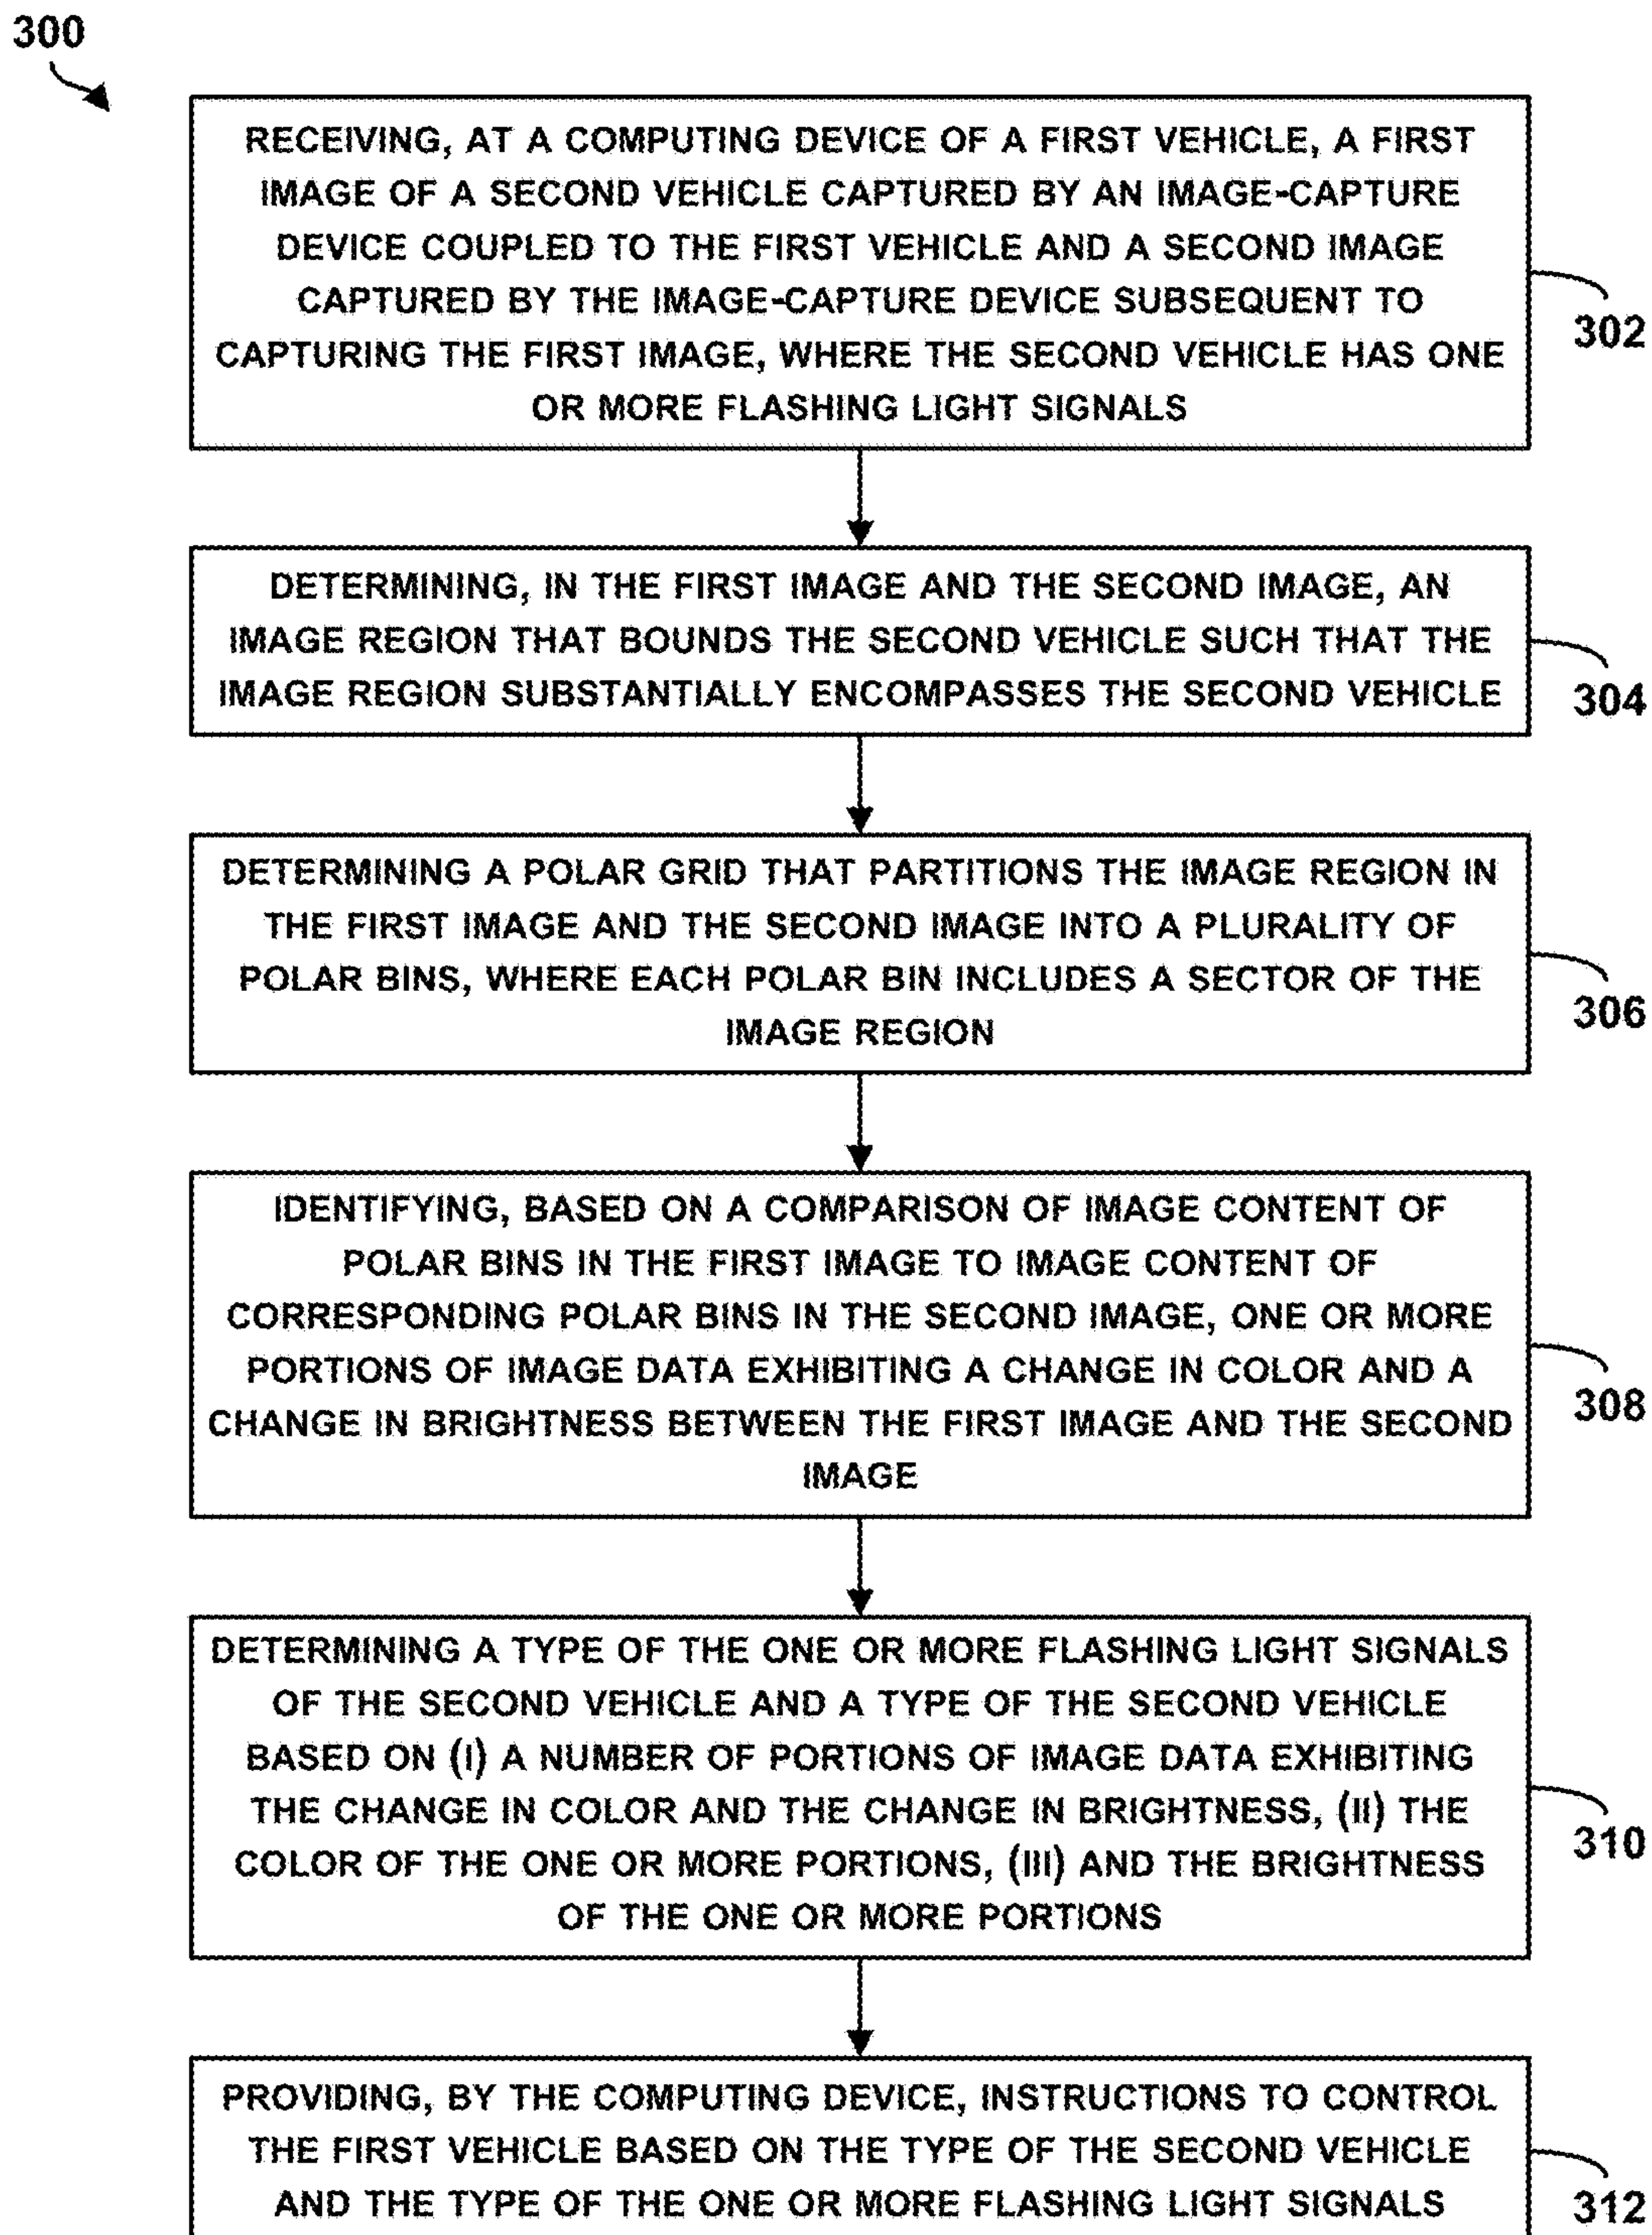 300
RECEIVING, AT A COMPUTING DEVICE OF A FIRST VEHICLE, A FIRST
IMAGE OF A SECOND VEHICLE CAPTURED BY AN IMAGE-CAPTURE
DEVICE COUPLED TO THE FIRST VEHICLE AND A SECOND IMAGE
CAPTURED BY THE IMAGE-CAPTURE DEVICE SUBSEQUENT TO
CAPTURING THE FIRST IMAGE, WHERE THE SECOND VEHICLE HAS ONE
OR MORE FLASHING LIGHT SIGNALS
302
DETERMINING, IN THE FIRST IMAGE AND THE SECOND IMAGE, AN
IMAGE REGION THAT BOUNDS THE SECOND VEHICLE SUCH THAT THE
IMAGE REGION SUBSTANTIALLY ENCOMPASSES THE SECOND VEHICLE
304
DETERMINING A POLAR GRID THAT PARTITIONS THE IMAGE REGION IN
THE FIRST IMAGE AND THE SECOND IMAGE INTO A PLURALITY OF
POLAR BINS, WHERE EACH POLAR BIN INCLUDES A SECTOR OF THE
IMAGE REGION
306
IDENTIFYING, BASED ON A COMPARISON OF IMAGE CONTENT OF
POLAR BINS IN THE FIRST IMAGE TO IMAGE CONTENT OF
CORRESPONDING POLAR BINS IN THE SECOND IMAGE, ONE OR MORE
PORTIONS OF IMAGE DATA EXHIBITING A CHANGE IN COLOR AND A
CHANGE IN BRIGHTNESS BETWEEN THE FIRST IMAGE AND THE SECOND
IMAGE
308
DETERMINING A TYPE OF THE ONE OR MORE FLASHING LIGHT SIGNALS
OF THE SECOND VEHICLE AND A TYPE OF THE SECOND VEHICLE
BASED ON (I) A NUMBER OF PORTIONS OF IMAGE DATA EXHIBITING
THE CHANGE IN COLOR AND THE CHANGE IN BRIGHTNESS, (II) THE
COLOR OF THE ONE OR MORE PORTIONS, (III) AND THE BRIGHTNESS
OF THE ONE OR MORE PORTIONS
310
PROVIDING, BY THE COMPUTING DEVICE, INSTRUCTIONS TO CONTROL
THE FIRST VEHICLE BASED ON THE TYPE OF THE SECOND VEHICLE
AND THE TYPE OF THE ONE OR MORE FLASHING LIGHT SIGNALS
312